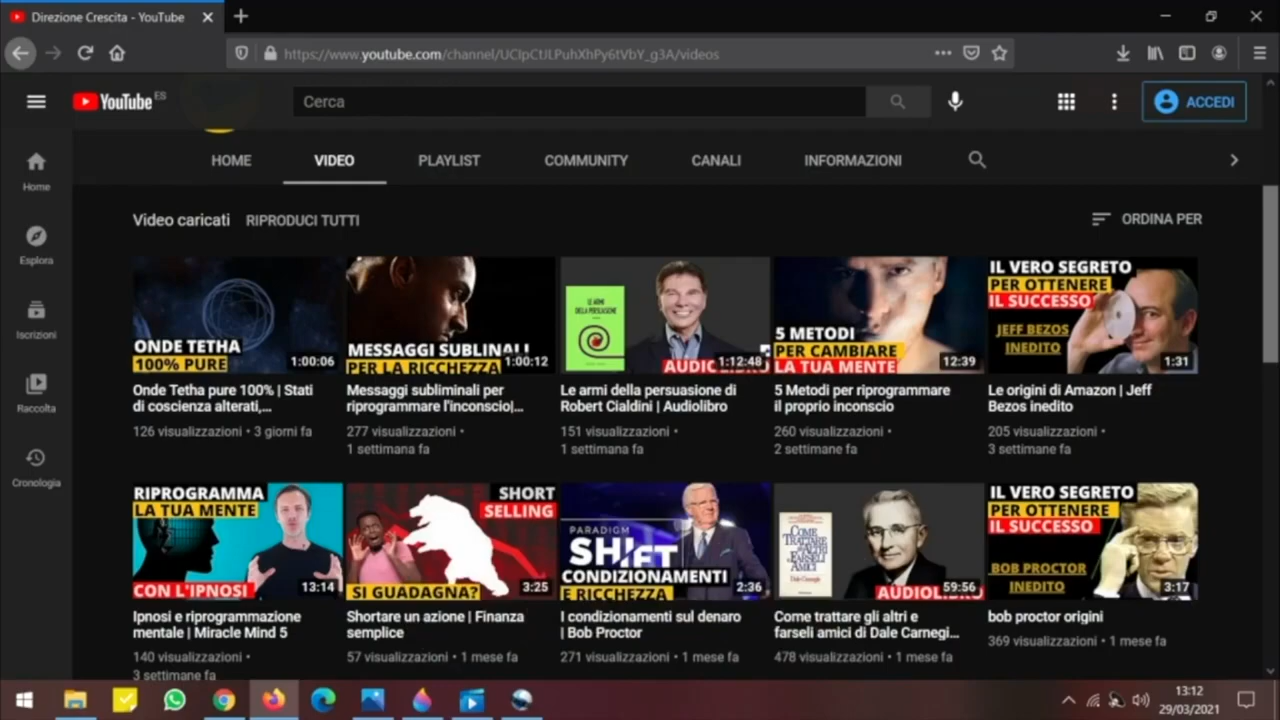 Direzione Crescita - YouTube
https://www.youtube.com/channel/UCIpCtJLPuhXhPy6tVbY_g3A/videos
YouTube ES
Cerca
ACCEDI
HOME VIDEO PLAYLIST COMMUNITY CANALI INFORMAZIONI
Home
Esplora
Iscrizioni
Raccolta
Cronologia
Video caricati RIPRODUCI TUTTI
ORDINA PER
ONDE TETHA
100% PURE
1:00:06
Onde Tetha pure 100% | Stati
di coscienza alterati,...
126 visualizzazioni • 3 giorni fa
MESSAGGI SUBLINALI
PER LA RICCHEZZA
1:00:12
Messaggi subliminali per
riprogrammare l'inconscio|...
277 visualizzazioni •
1 settimana fa
LE ARMI
DELLA PERSUASIONE
AUDIOLIBRO
1:12:48
Le armi della persuasione di
Robert Cialdini | Audiolibro
151 visualizzazioni •
1 settimana fa
5 METODI
PER CAMBIARE
LA TUA MENTE
12:39
5 Metodi per riprogrammare
il proprio inconscio
260 visualizzazioni •
2 settimane fa
IL VERO SEGRETO
PER OTTENERE
IL SUCCESSO
JEFF BEZOS
INEDITO
1:31
Le origini di Amazon | Jeff
Bezos inedito
205 visualizzazioni •
3 settimane fa
RIPROGRAMMA
LA TUA MENTE
CON L'IPNOSI
13:14
Ipnosi e riprogrammazione
mentale | Miracle Mind 5
140 visualizzazioni •
3 settimane fa
SHORT
SELLING
SI GUADAGNA?
3:25
Shortare un azione | Finanza
semplice
57 visualizzazioni • 1 mese fa
PARADIGM
SHIFT
CONDIZIONAMENTI
E RICCHEZZA
2:36
I condizionamenti sul denaro
| Bob Proctor
271 visualizzazioni • 1 mese fa
COME
TRATTARE
GLI ALTRI
E FARSELI
AMICI
Dale Carnegie
AUDIOLIBRO
59:56
Come trattare gli altri e
farseli amici di Dale Carnegi...
478 visualizzazioni • 1 mese fa
IL VERO SEGRETO
PER OTTENERE
IL SUCCESSO
BOB PROCTOR
INEDITO
3:17
bob proctor origini
369 visualizzazioni • 1 mese fa
13:12
29/03/2021